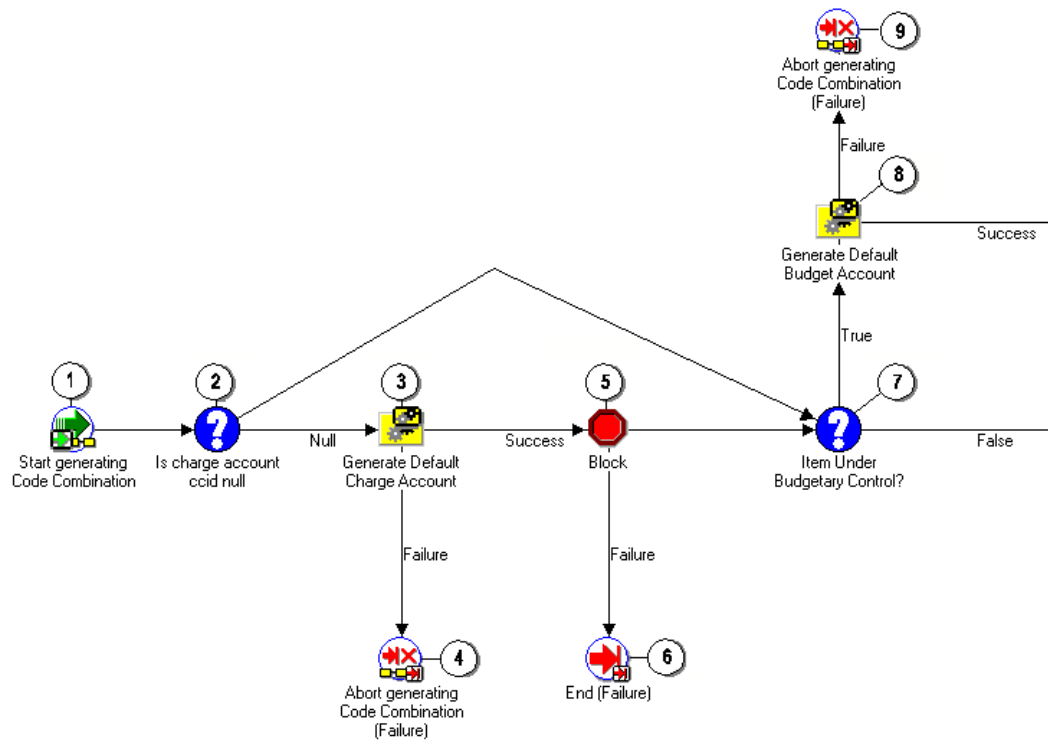 9
Abort generating
Code Combination
(Failure)
Failure
8
Success
Generate Default
Budget Account
True
1
2
3
5
7
Null
Success
False
Start generating
Code Combination
Is charge account
ccid null
Generate Default
Charge Account
Block
Item Under
Budgetary Control?
Failure
Failure
4
6
Abort generating
Code Combination
(Failure)
End (Failure)